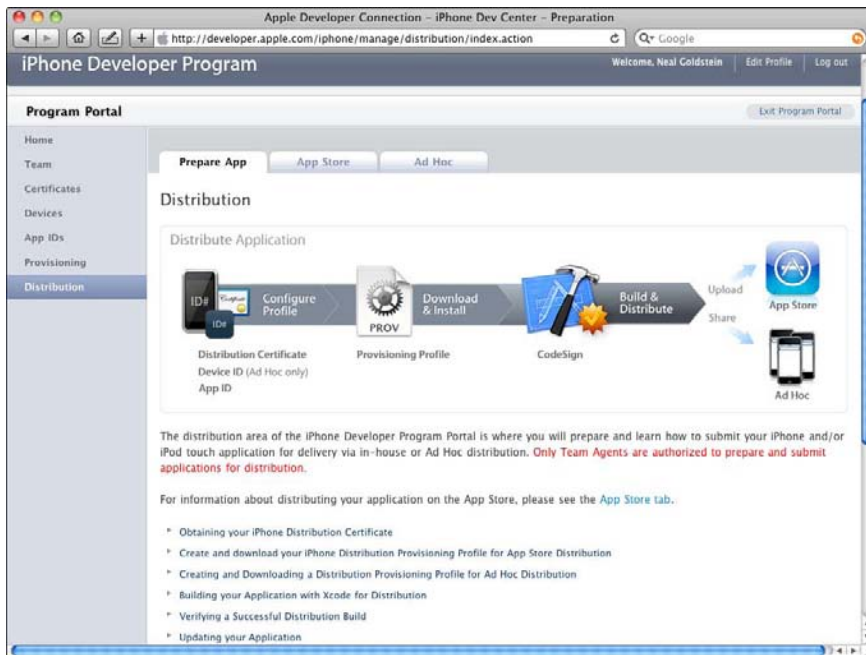 Apple Developer Connection – iPhone Dev Center – Preparation
http://developer.apple.com/iphone/manage/distribution/index.action
Google
iPhone Developer Program
Welcome, Neal Goldstein
Edit Profile
Log out
Program Portal
Exit Program Portal
Home
Team
Certificates
Devices
App IDs
Provisioning
Distribution
Prepare App
App Store
Ad Hoc
Distribution
Distribute Application
ID#
Certificate
ID#
Configure
Profile
PROV
Download
& Install
Build &
Distribute
Upload
Share
App Store
Ad Hoc
Distribution Certificate
Device ID (Ad Hoc only)
App ID
Provisioning Profile
CodeSign
The distribution area of the iPhone Developer Program Portal is where you will prepare and learn how to submit your iPhone and/or
iPod touch application for delivery via in-house or Ad Hoc distribution. Only Team Agents are authorized to prepare and submit
applications for distribution.
For information about distributing your application on the App Store, please see the App Store tab.
Obtaining your iPhone Distribution Certificate
Create and download your iPhone Distribution Provisioning Profile for App Store Distribution
Creating and Downloading a Distribution Provisioning Profile for Ad Hoc Distribution
Building your Application with Xcode for Distribution
Verifying a Successful Distribution Build
Updating your Application